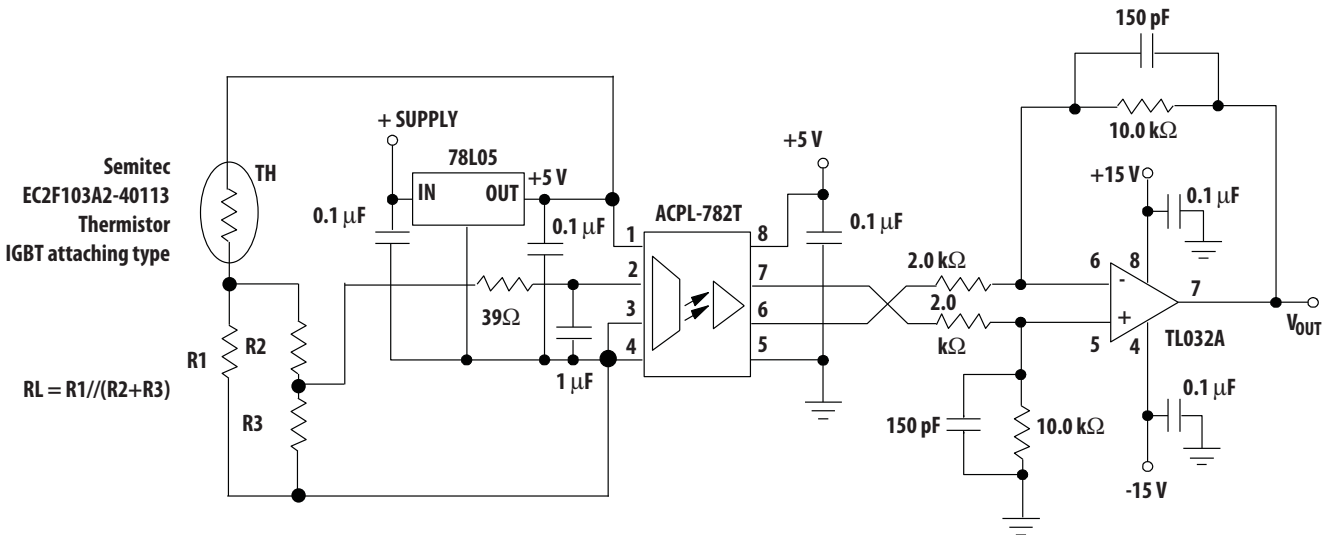 150 pF
10.0 kΩ
+ SUPPLY
78L05
IN
OUT
+5 V
+5 V
+15 V
Semitec
EC2F103A2-40113
Thermistor
IGBT attaching type
TH
0.1 μF
0.1 μF
ACPL-782T
0.1 μF
0.1 μF
1
2
3
4
8
7
6
5
39Ω
1 μF
2.0 kΩ
2.0
kΩ
6
8
-
+
5
4
7
TL032A
VOUT
R1
R2
R3
RL = R1//(R2+R3)
150 pF
10.0 kΩ
0.1 μF
-15 V